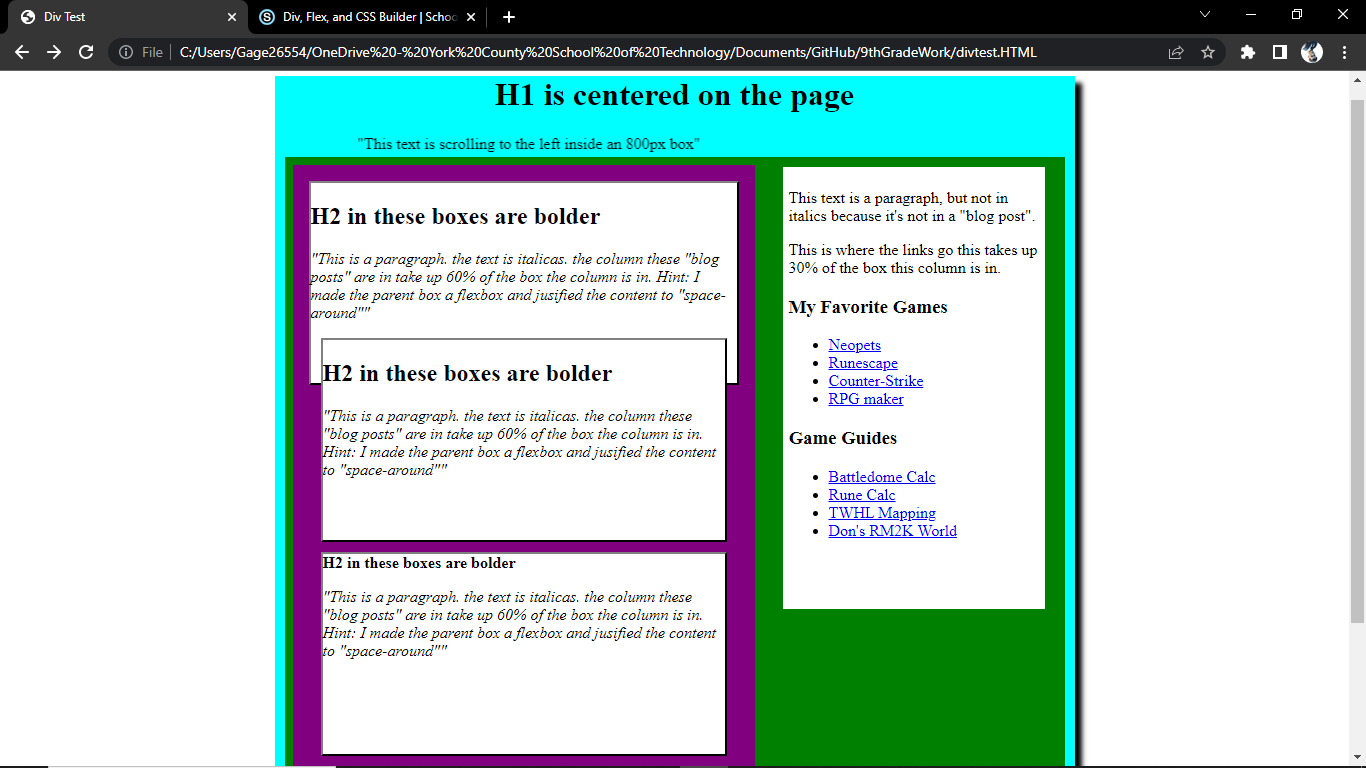 Div Test
Div, Flex, and CSS Builder | Schoo
File
C:/Users/Gage26554/OneDrive%20-%20York%20County%20School%20of%20Technology/Documents/GitHub/9thGradeWork/divtest.HTML
H1 is centered on the page
"This text is scrolling to the left inside an 800px box"
H2 in these boxes are bolder
"This is a paragraph. the text is italicas. the column these "blog
posts" are in take up 60% of the box the column is in. Hint: I
made the parent box a flexbox and jusified the content to "space-
around""
H2 in these boxes are bolder
"This is a paragraph. the text is italicas. the column these
"blog posts" are in take up 60% of the box the column is in.
Hint: I made the parent box a flexbox and jusified the content
to "space-around""
H2 in these boxes are bolder
"This is a paragraph. the text is italicas. the column these
"blog posts" are in take up 60% of the box the column is in.
Hint: I made the parent box a flexbox and jusified the content
to "space-around""
This text is a paragraph, but not in
italics because it's not in a "blog post".
This is where the links go this takes up
30% of the box this column is in.
My Favorite Games
Neopets
Runescape
Counter-Strike
RPG maker
Game Guides
Battledome Calc
Rune Calc
TWHL Mapping
Don's RM2K World